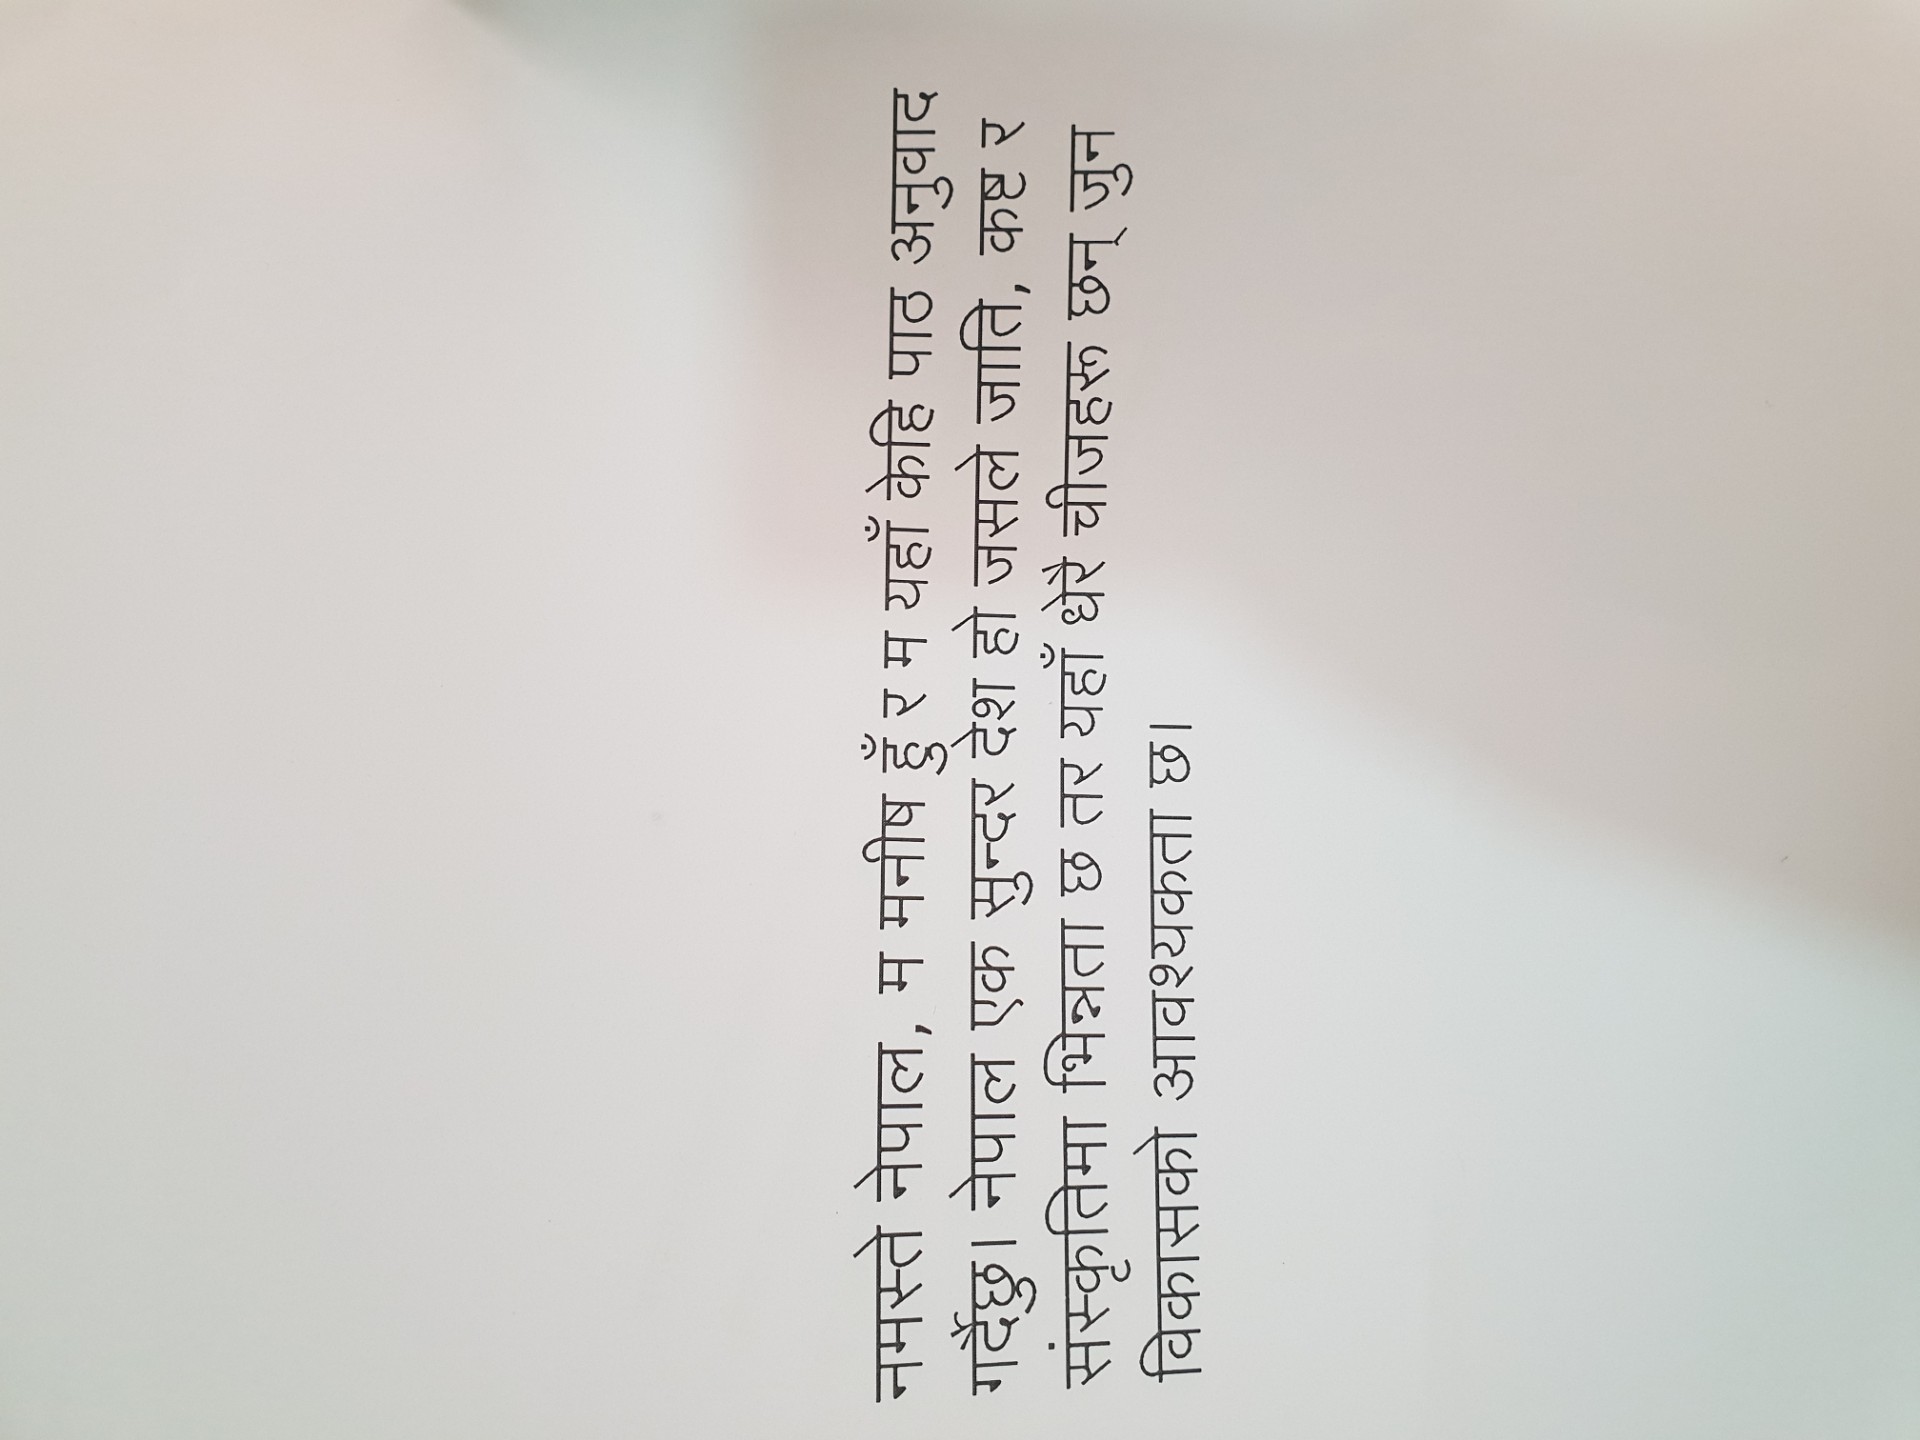 नमस्ते नेपाल, म मनीष हुँ र म यहाँ केहि पाठ अनुवाद
गर्दैछु। नेपाल एक सुन्दर देश हो जसले जाति, कष्ट र
संस्कृतिमा भिन्नता छ तर यहाँ धेरै चीजहरू छन् जुन
विकासको आवश्यकता छ।